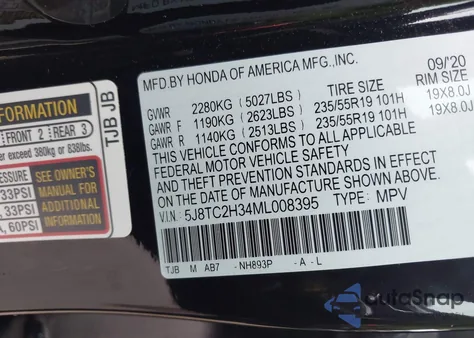 MFD.BY HONDA OF AMERICA MFG.,INC. 09/20
TIRE SIZE RIM SIZE
GVWR 2280KG (5027LBS)
GAWR F 1190KG (2623LBS) 235/55R19 101H 19X8.0J
GAWR R 1140KG (2513LBS) 235/55R19 101H 19X8.0J
THIS VEHICLE CONFORMS TO ALL APPLICABLE
FEDERAL MOTOR VEHICLE SAFETY
AND THEFT PREVENTION STANDARDS IN EFFECT
ON DATE OF MANUFACTURE SHOWN ABOVE.
5J8TC2H34ML008395 TYPE: MPV
TJB M AB7 -NH893P -A-L
FORMATION
FRONT 2 REAR 3
er exceed 380kg or 838lbs.
TJB JB
SSURE
33PSI
, 33PSI
A, 60PSI
SEE OWNER'S
MANUAL FOR
ADDITIONAL
INFORMATION
autoSnap